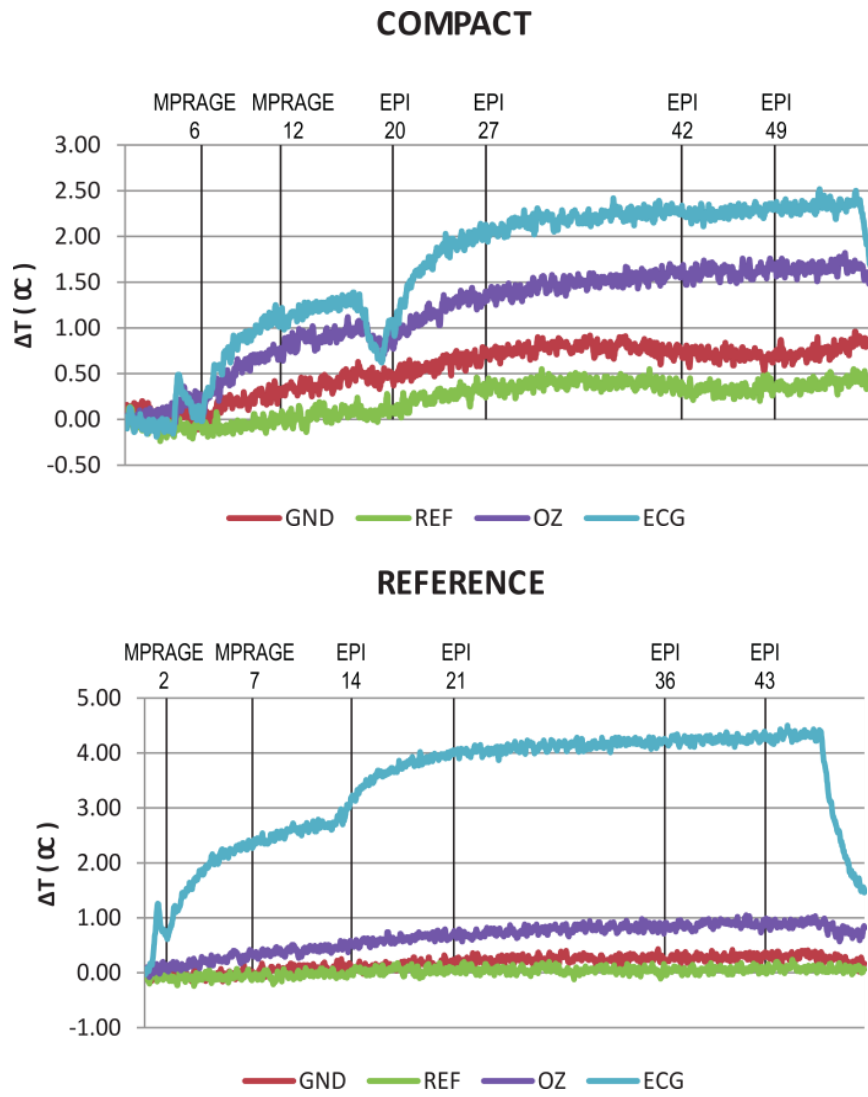 COMPACT
MPRAGE MPRAGE EPI EPI EPI EPI
6 12 20 27 42 49
3.00
2.50
2.00
1.50
1.00
0.50
0.00
-0.50
ΔT ( 0C )
GND REF OZ ECG
REFERENCE
MPRAGE MPRAGE EPI EPI EPI EPI
2 7 14 21 36 43
5.00
4.00
3.00
2.00
1.00
0.00
-1.00
ΔT ( 0C )
GND REF OZ ECG